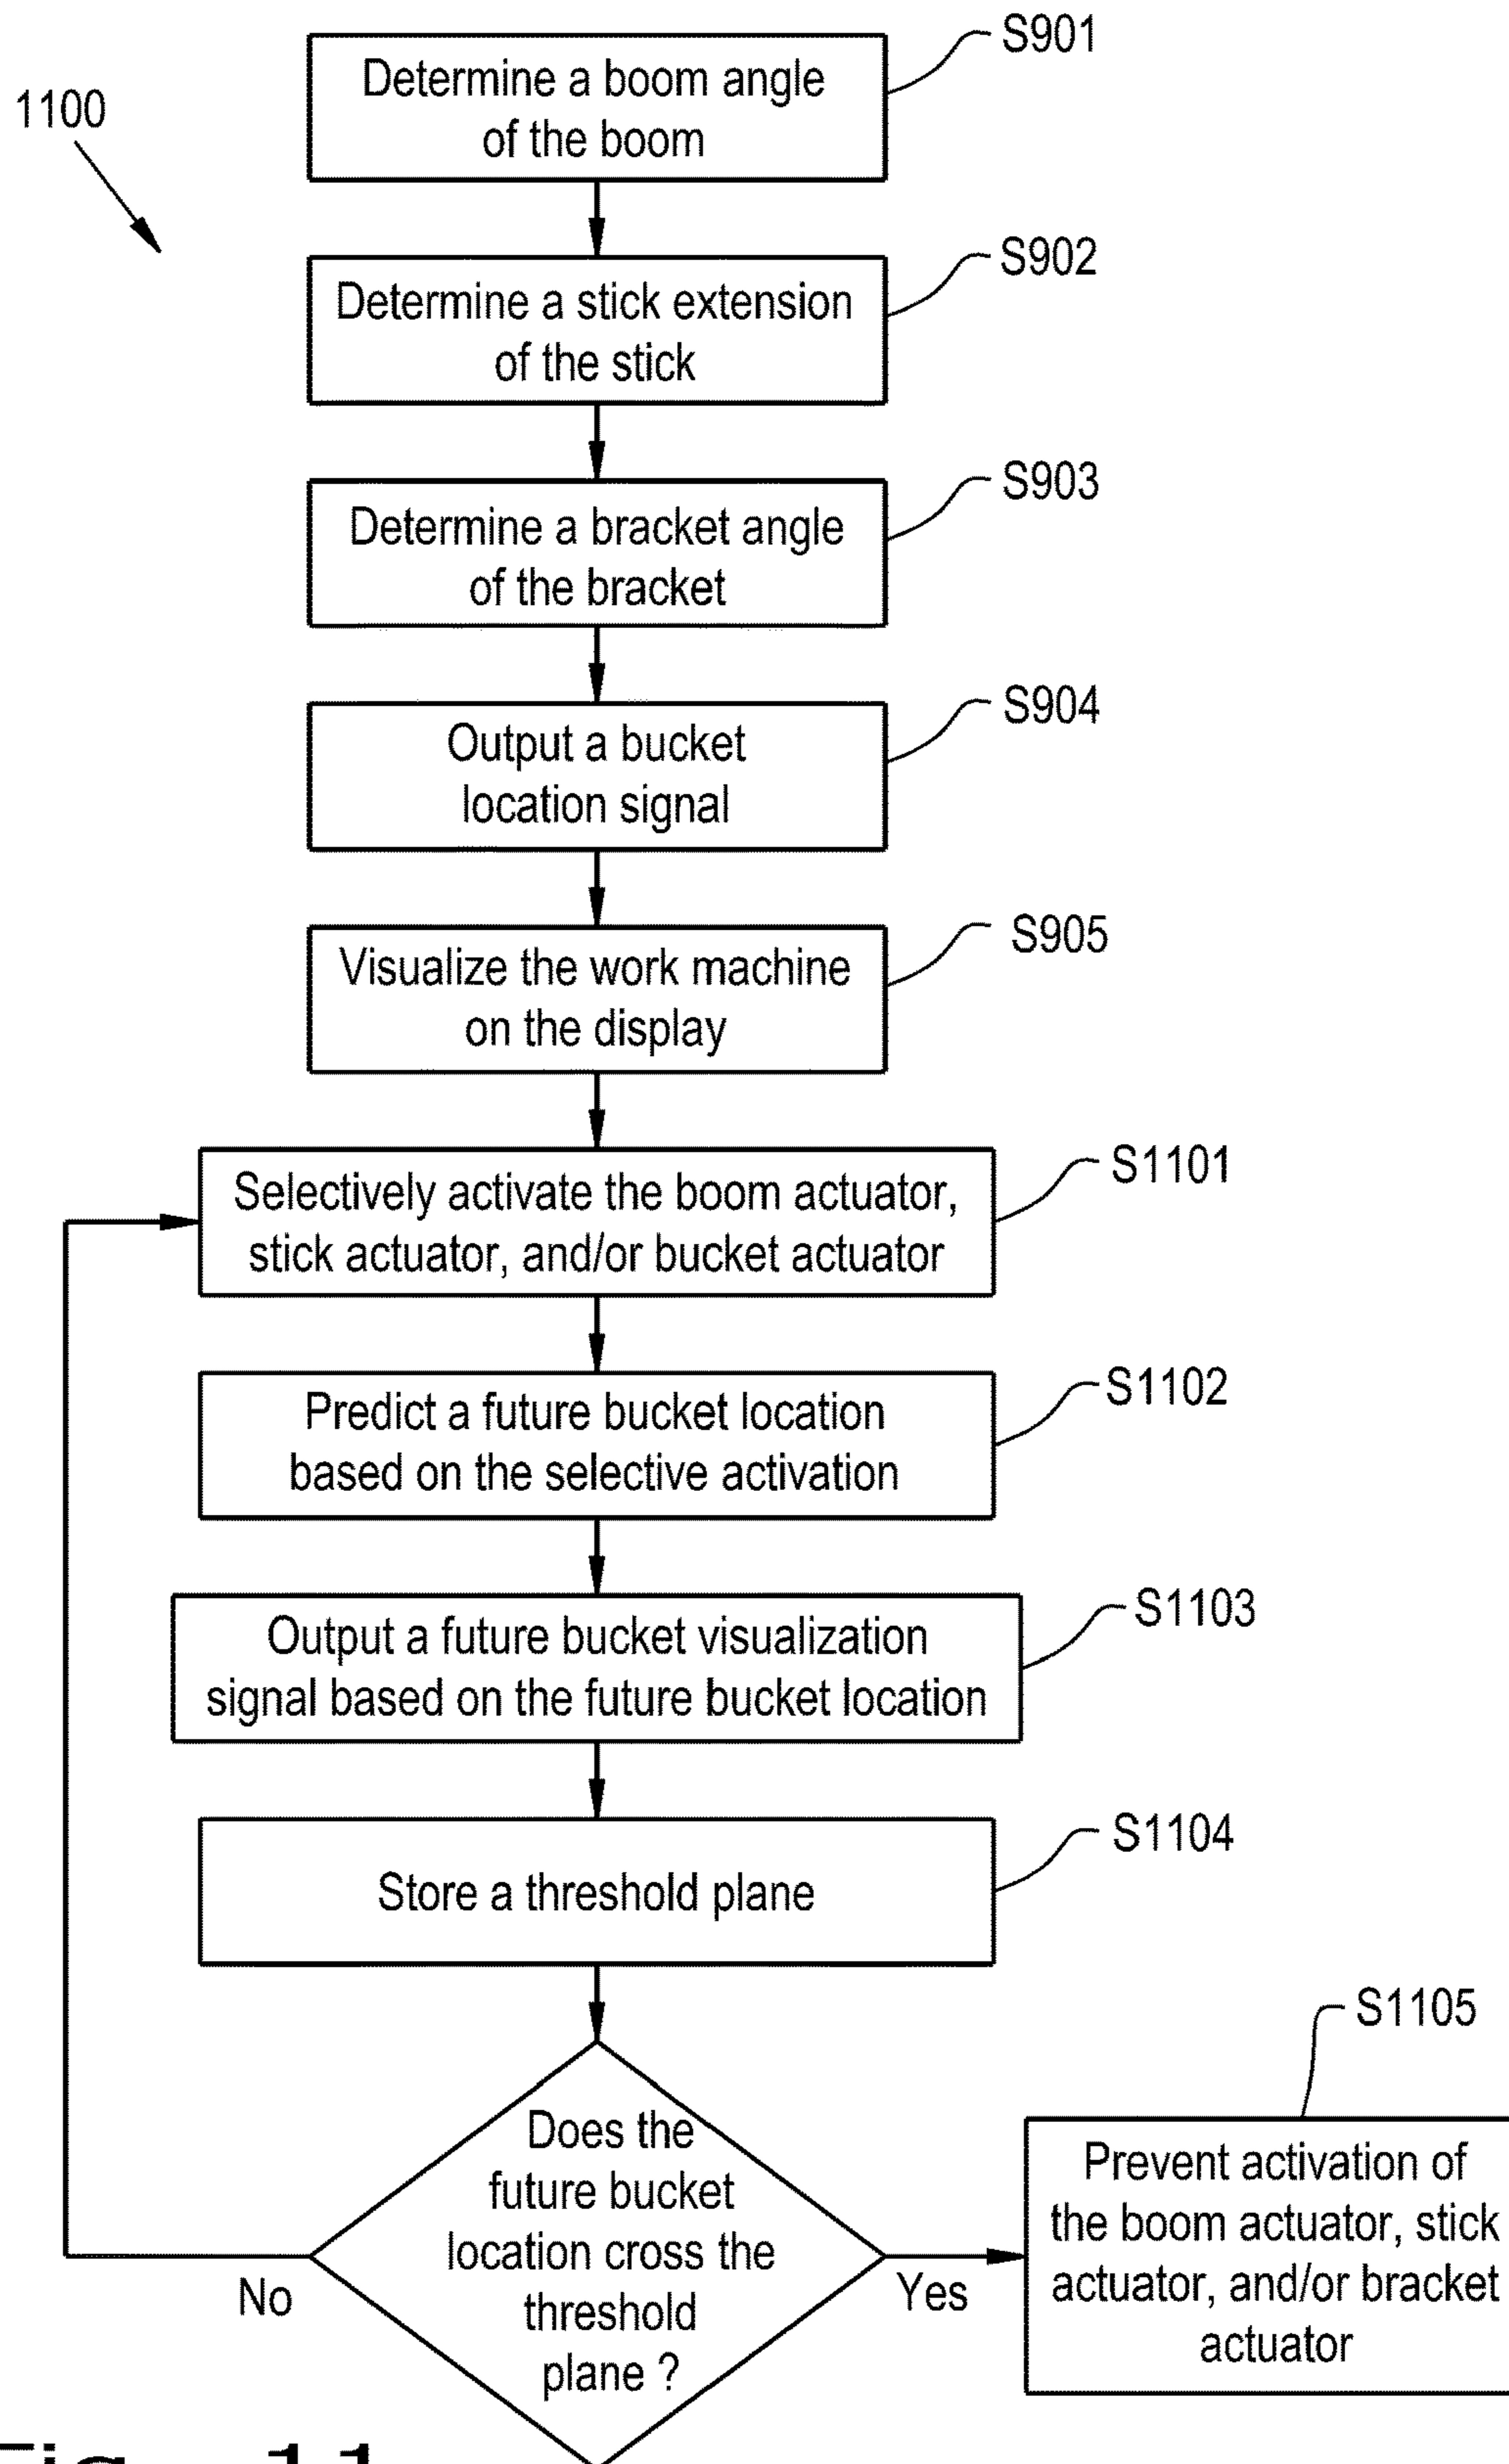 1100
Determine a boom angle
of the boom
S901
Determine a stick extension
of the stick
S902
Determine a bracket angle
of the bracket
S903
Output a bucket
location signal
S904
Visualize the work machine
on the display
S905
Selectively activate the boom actuator,
stick actuator, and/or bucket actuator
S1101
Predict a future bucket location
based on the selective activation
S1102
Output a future bucket visualization
signal based on the future bucket location
S1103
Store a threshold plane
S1104
Does the
future bucket
location cross the
threshold
plane ?
No
Yes
S1105
Prevent activation of
the boom actuator, stick
actuator, and/or bracket
actuator
Fig. 11